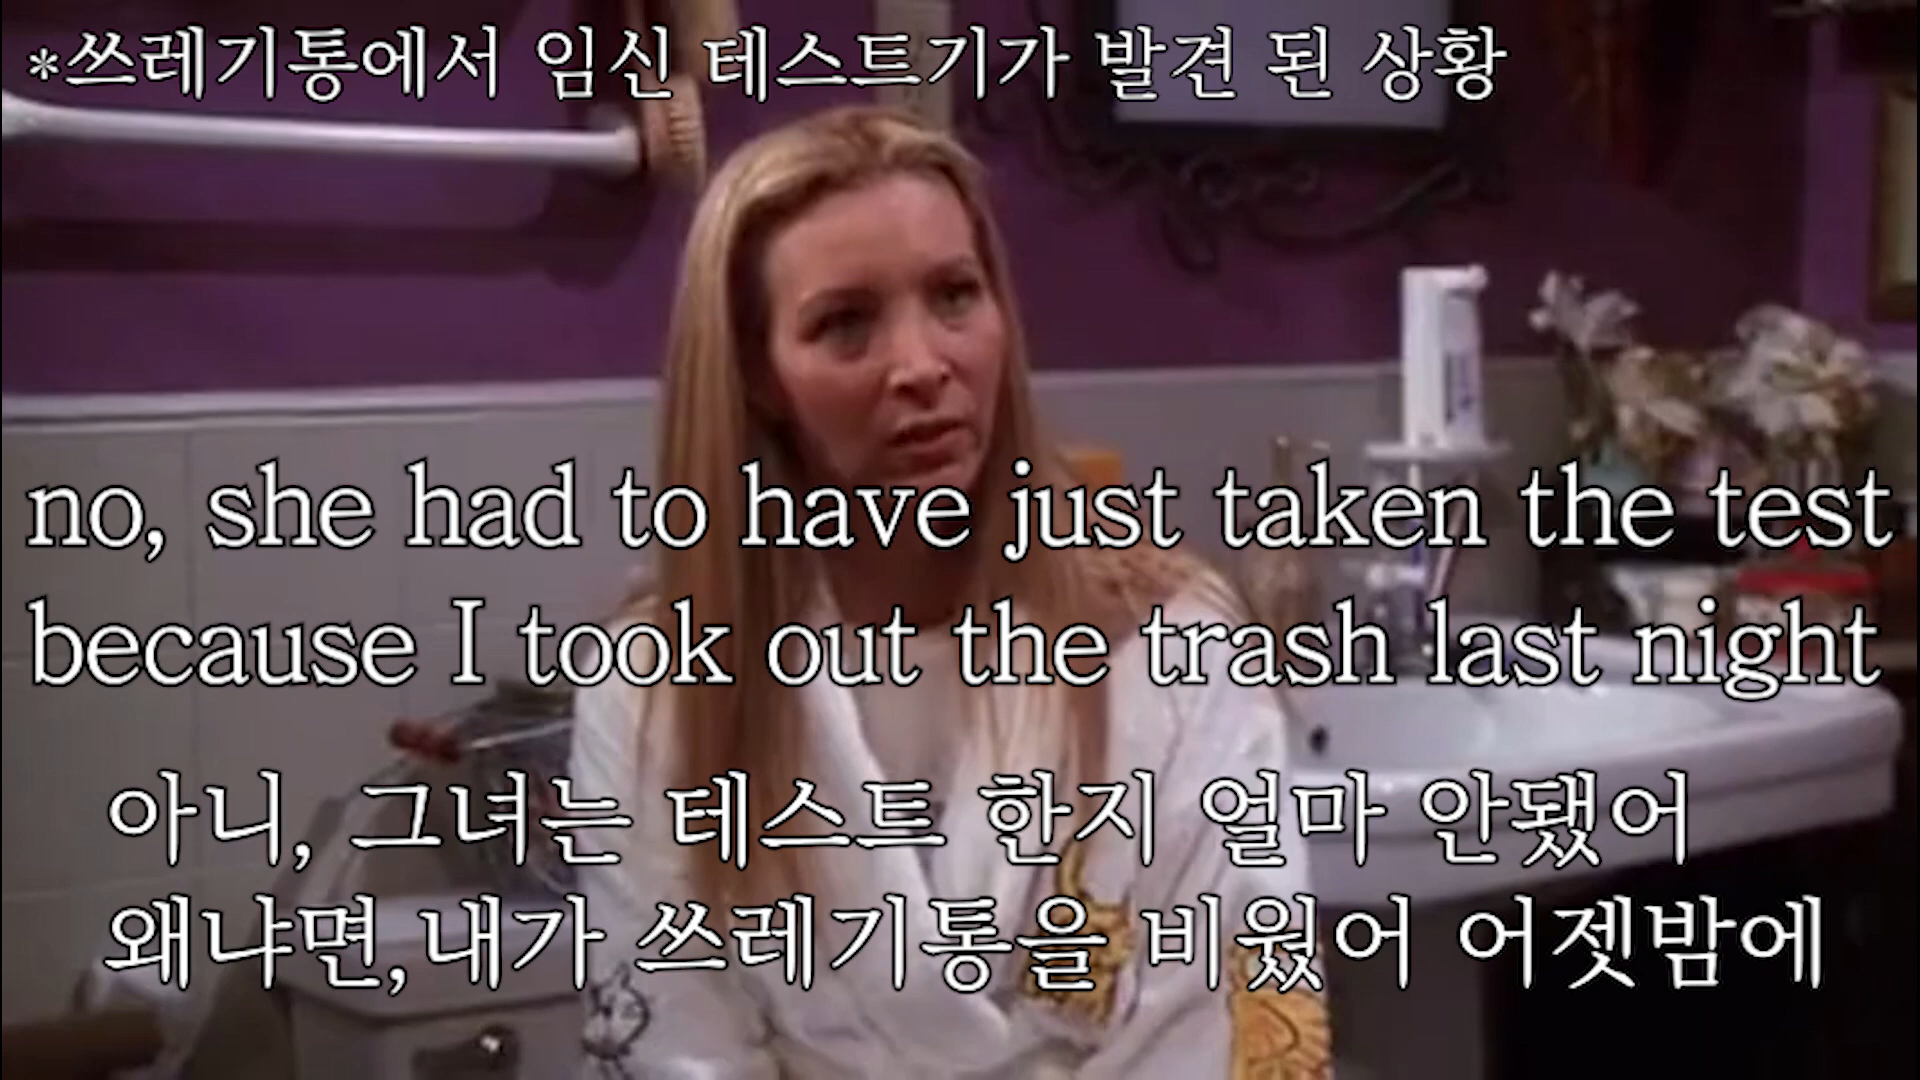 *쓰레기통에서 임신 테스트기가 발견 된 상황
no, she had to have just taken the test
because I took out the trash last night
아니, 그녀는 테스트 한지 얼마 안됐어
왜냐면,내가 쓰레기통을 비웠어 어젯밤에